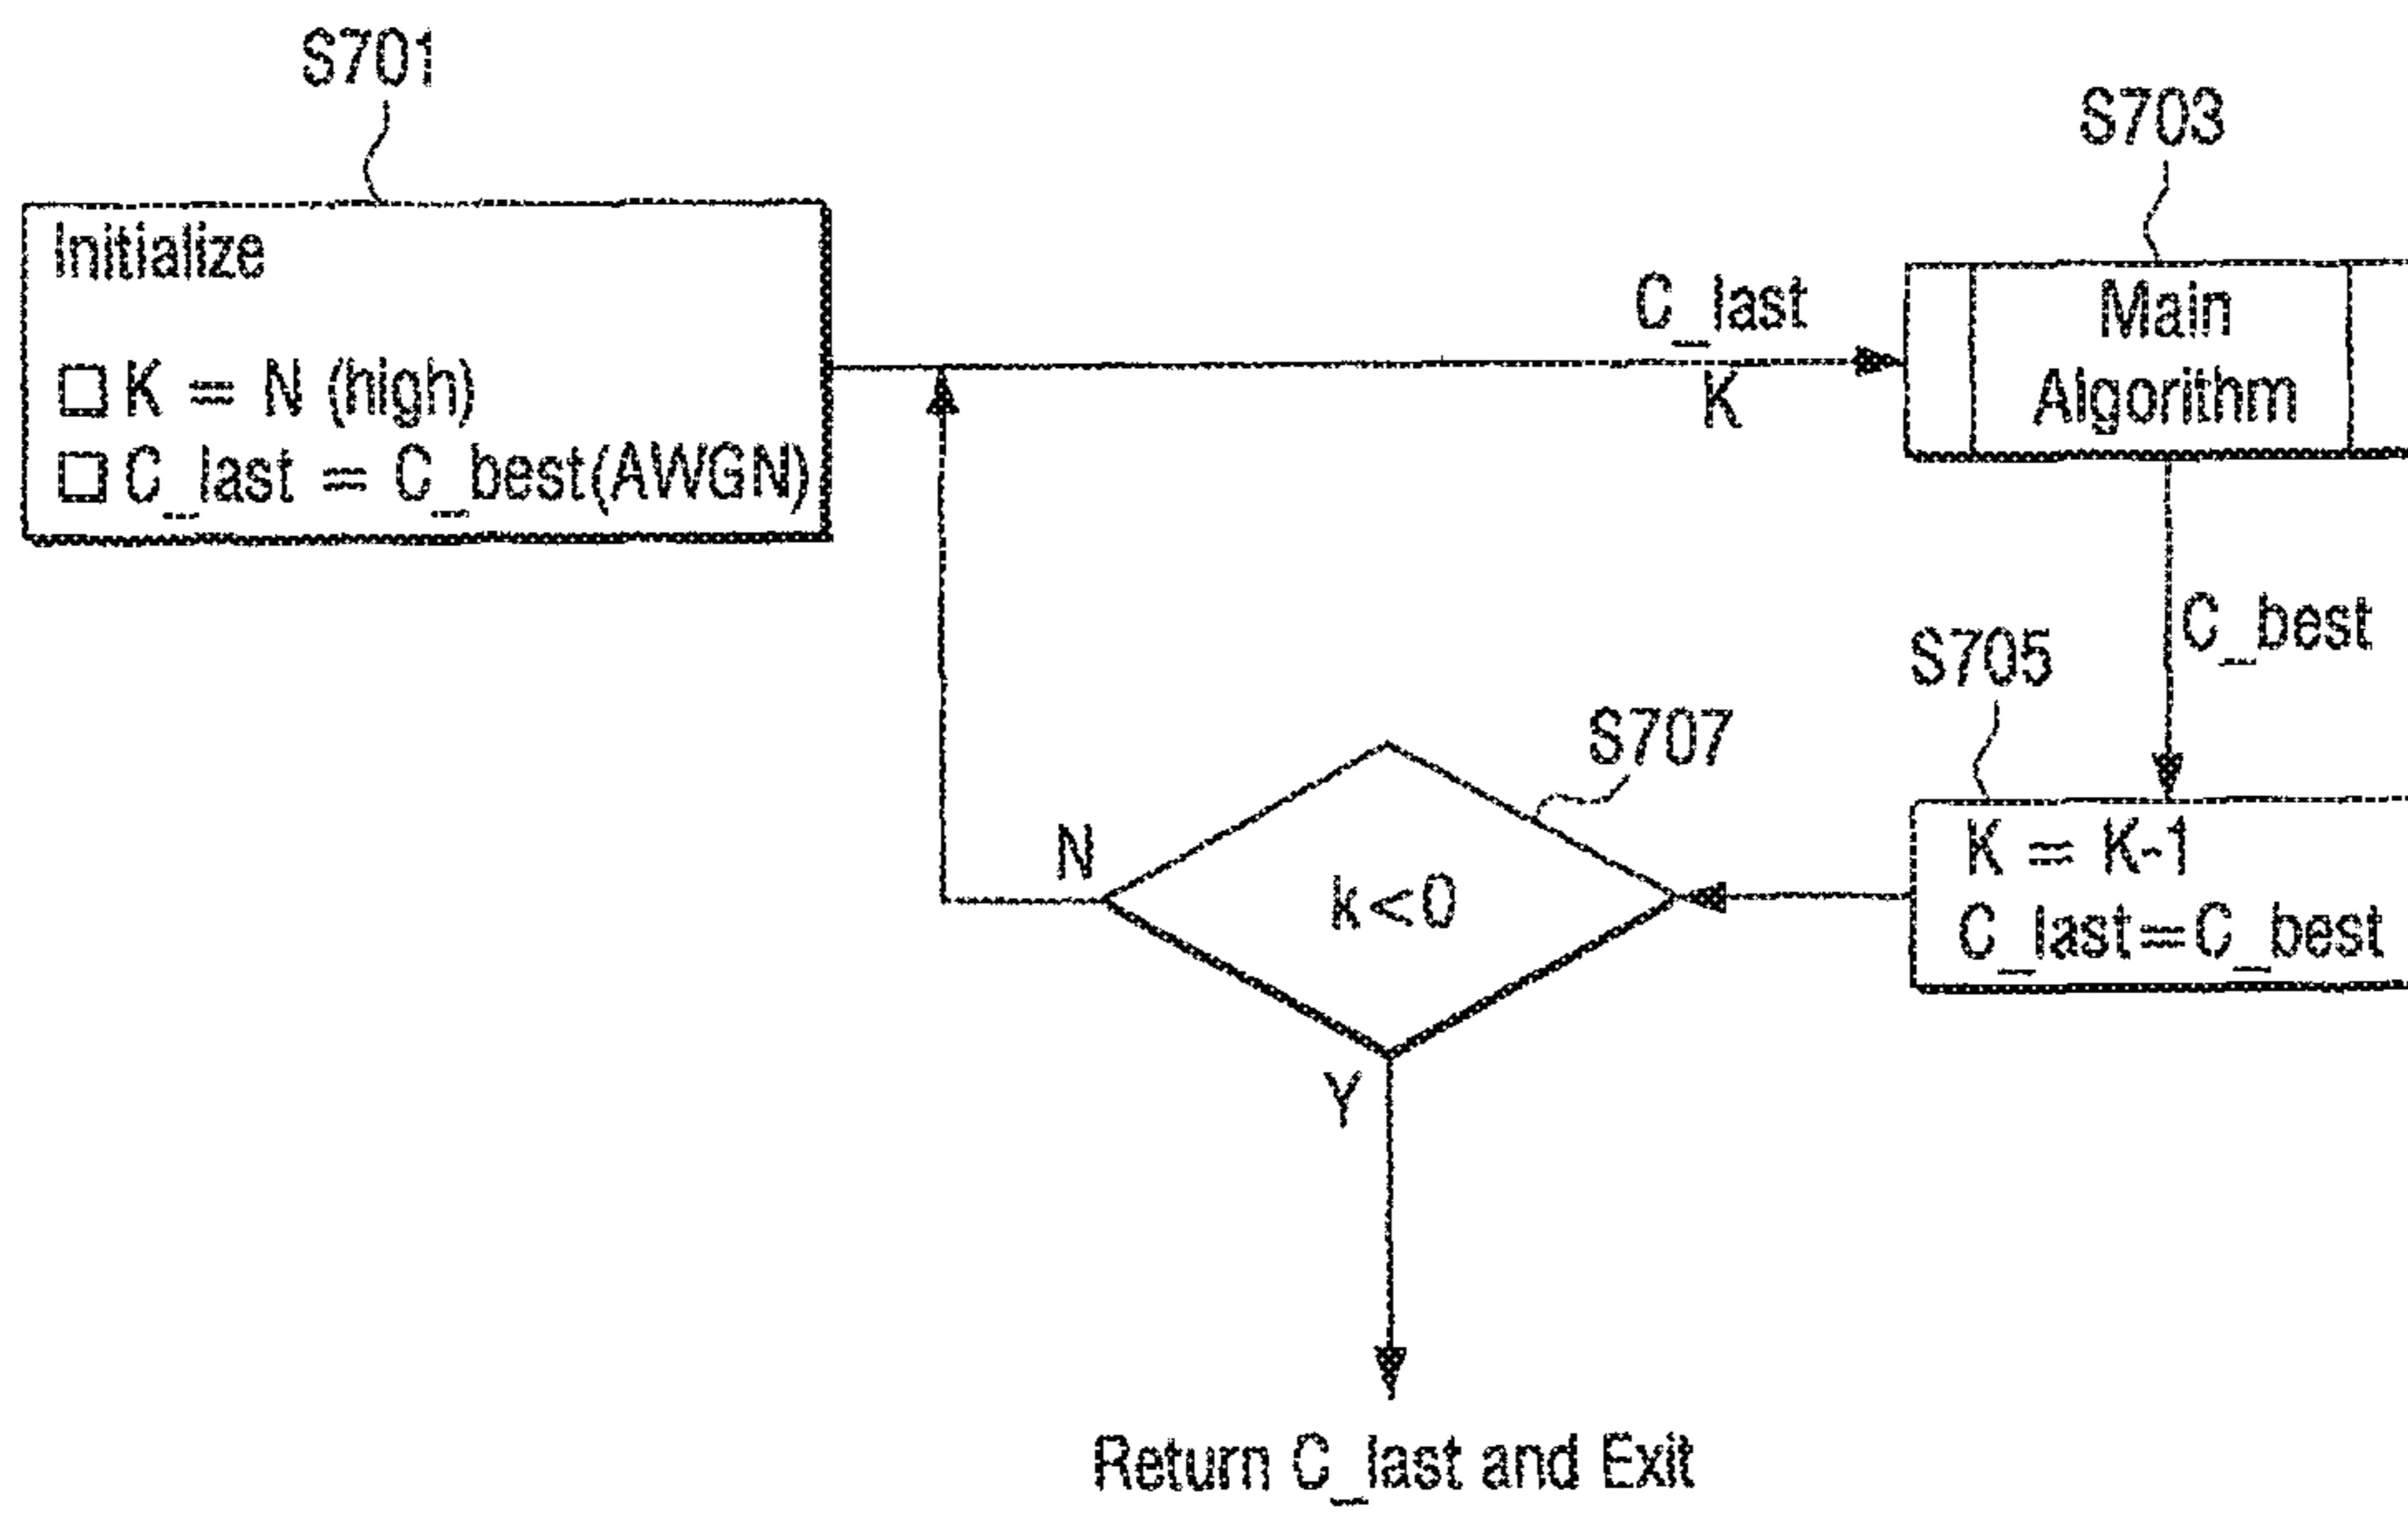 S701
Initialize
K = N (high)
C_last = C_best(AWGN)
C_last
K
S703
Main
Algorithm
C_best
S705
K = K-1
C_last=C_best
S707
k<0
N
Y
Return C_last and Exit